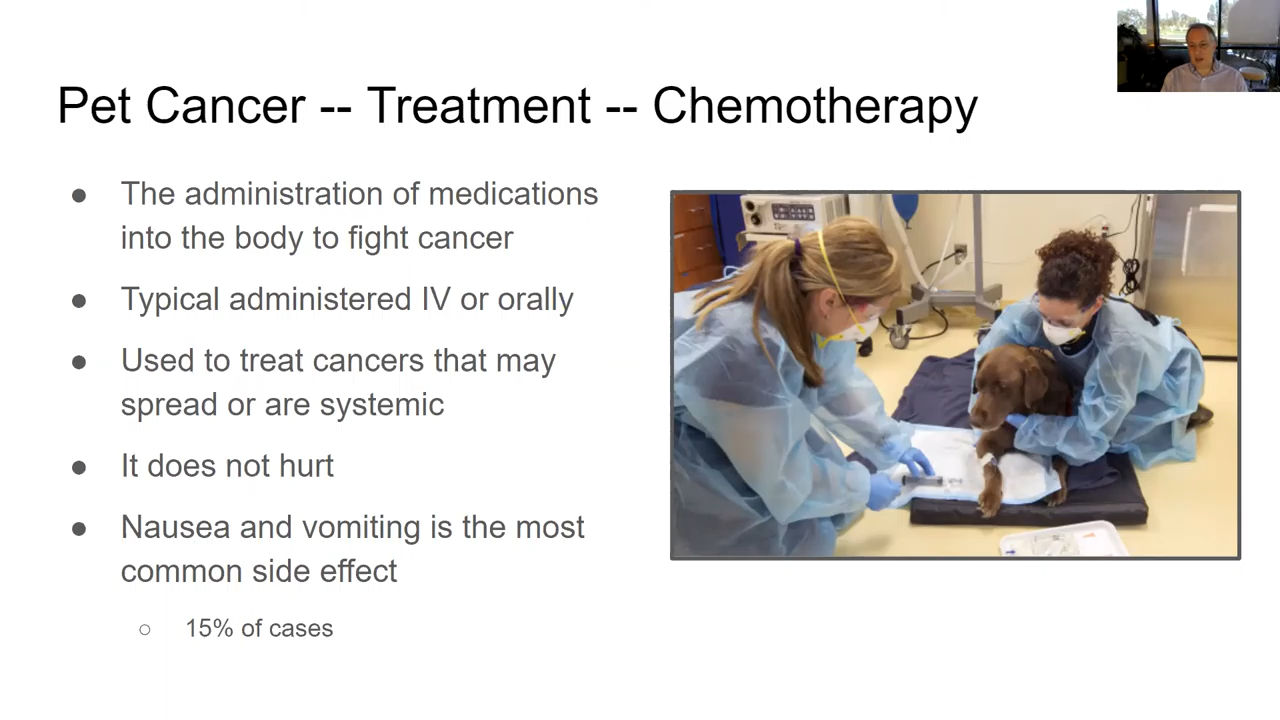 Pet Cancer -- Treatment -- Chemotherapy
● The administration of medications
into the body to fight cancer
● Typical administered IV or orally
● Used to treat cancers that may
spread or are systemic
● It does not hurt
● Nausea and vomiting is the most
common side effect
○ 15% of cases